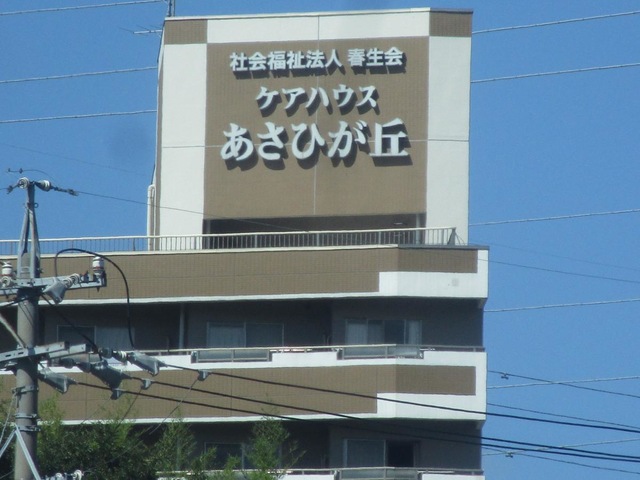 社会福祉法人 春生会
ケアハウス
あさひが丘